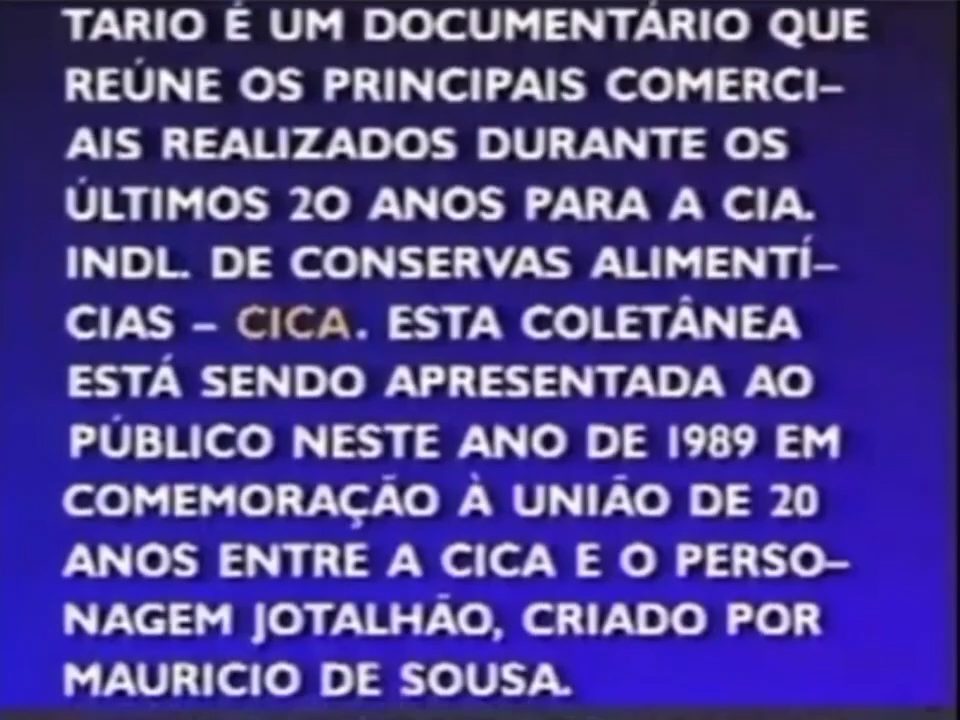 TARIO É UM DOCUMENTÁRIO QUE
REÚNE OS PRINCIPAIS COMERCI–
AIS REALIZADOS DURANTE OS
ÚLTIMOS 20 ANOS PARA A CIA.
INDL. DE CONSERVAS ALIMENTÍ–
CIAS – CICA. ESTA COLETÂNEA
ESTÁ SENDO APRESENTADA AO
PÚBLICO NESTE ANO DE 1989 EM
COMEMORAÇÃO À UNIÃO DE 20
ANOS ENTRE A CICA E O PERSO–
NAGEM JOTALHÃO, CRIADO POR
MAURICIO DE SOUSA.